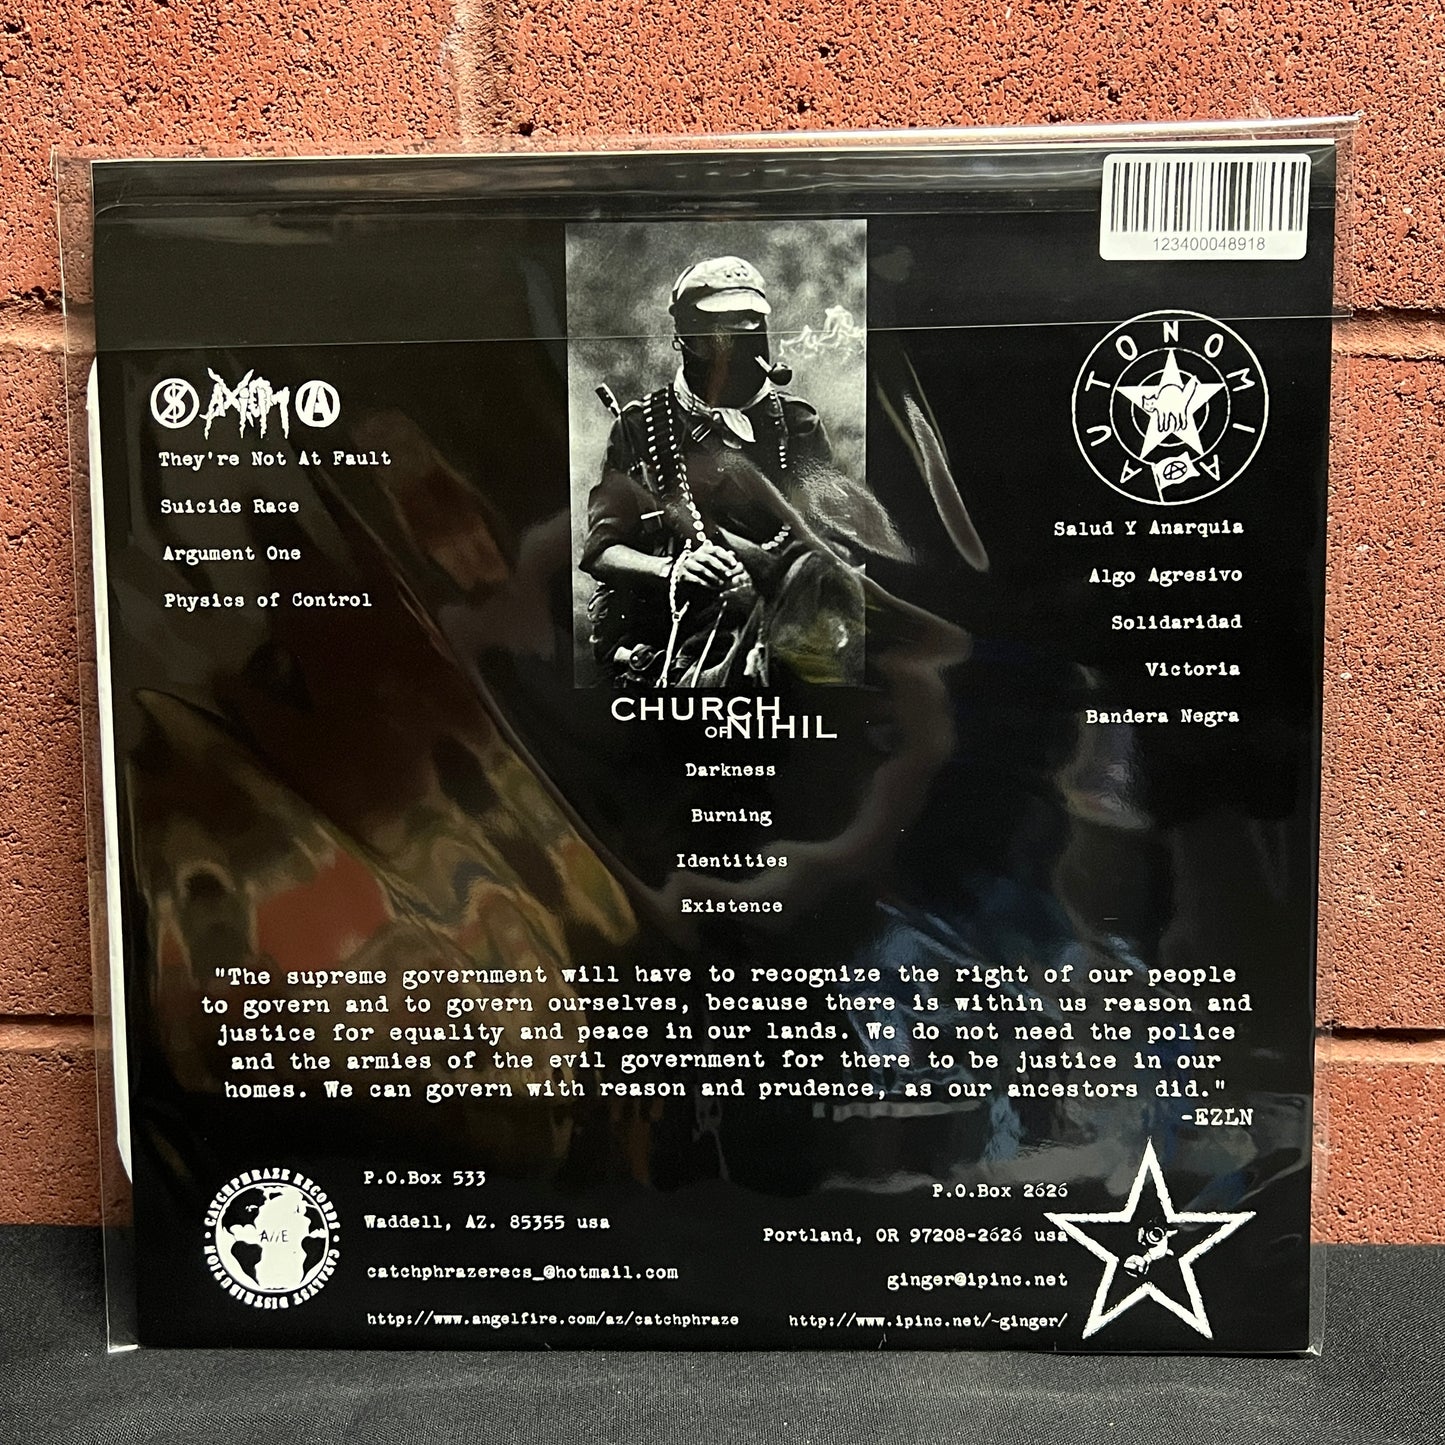 123400048918
AXIOM A
They're Not At Fault
Suicide Race
Argument One
Physics of Control
AUTONOMIA
A
Salud Y Anarquia
Algo Agresivo
Solidaridad
Victoria
Bandera Negra
CHURCH
OF NIHIL
Darkness
Burning
Identities
Existence
"The supreme government will have to recognize the right of our people
to govern and to govern ourselves, because there is within us reason and
justice for equality and peace in our lands. We do not need the police
and the armies of the evil government for there to be justice in our
homes. We can govern with reason and prudence, as our ancestors did."
-EZLN
CATCHPHRAZE RECORDS • CATALYST DISTRIBUTION •
A//E
P.O.Box 533
Waddell, AZ. 85355 usa
catchphrazerecs_@hotmail.com
http://www.angelfire.com/az/catchphraze
P.O.Box 2626
Portland, OR 97208-2626 usa
ginger@ipinc.net
http://www.ipinc.net/~ginger/